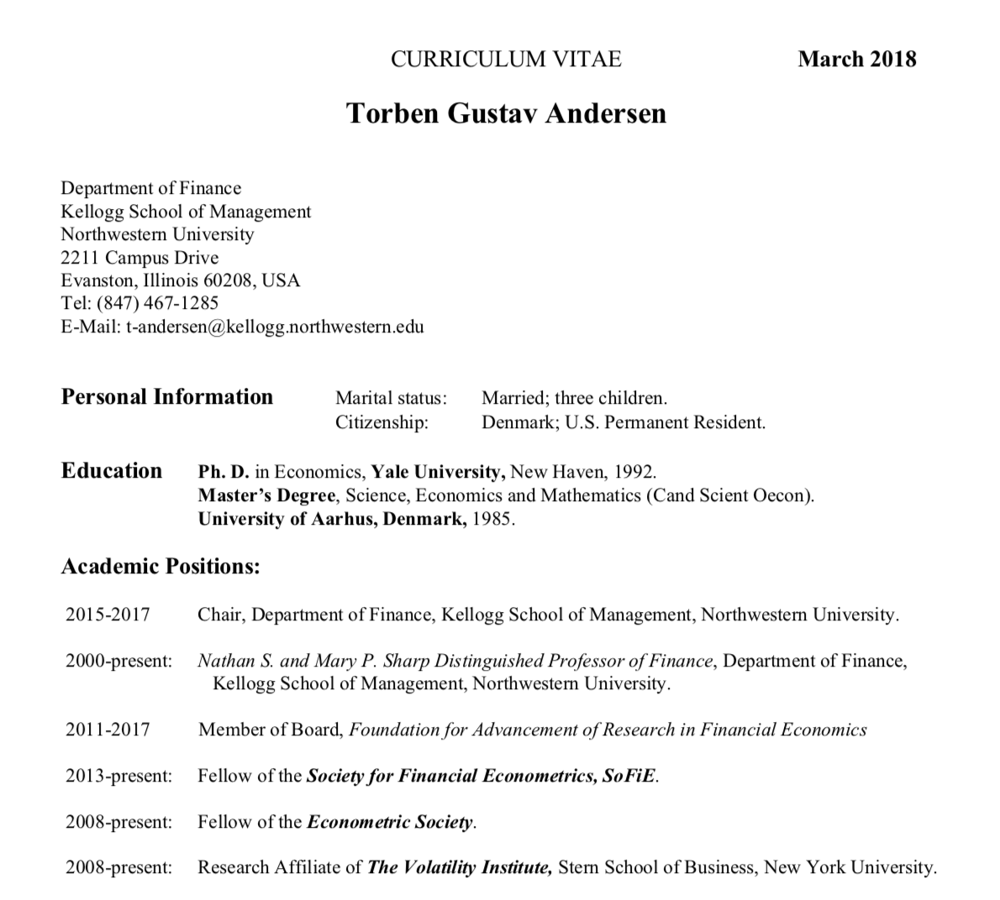 CURRICULUM VITAE March 2018
Torben Gustav Andersen
Department of Finance
Kellogg School of Management
Northwestern University
2211 Campus Drive
Evanston, Illinois 60208, USA
Tel: (847) 467-1285
E-Mail: t-andersen@kellogg.northwestern.edu
Personal Information Marital status: Married; three children.
Citizenship: Denmark; U.S. Permanent Resident.
Education Ph. D. in Economics, Yale University, New Haven, 1992.
Master’s Degree, Science, Economics and Mathematics (Cand Scient Oecon).
University of Aarhus, Denmark, 1985.
Academic Positions:
2015-2017 Chair, Department of Finance, Kellogg School of Management, Northwestern University.
2000-present: Nathan S. and Mary P. Sharp Distinguished Professor of Finance, Department of Finance,
Kellogg School of Management, Northwestern University.
2011-2017 Member of Board, Foundation for Advancement of Research in Financial Economics
2013-present: Fellow of the Society for Financial Econometrics, SoFiE.
2008-present: Fellow of the Econometric Society.
2008-present: Research Affiliate of The Volatility Institute, Stern School of Business, New York University.